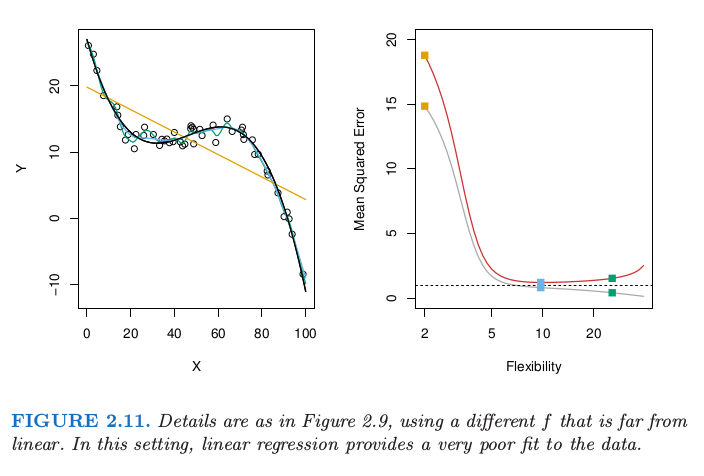 Y
20
10
0
−10
0 20 40 60 80 100
X
Mean Squared Error
20
15
10
5
0
2 5 10 20
Flexibility
FIGURE 2.11. Details are as in Figure 2.9, using a different f that is far from
linear. In this setting, linear regression provides a very poor fit to the data.